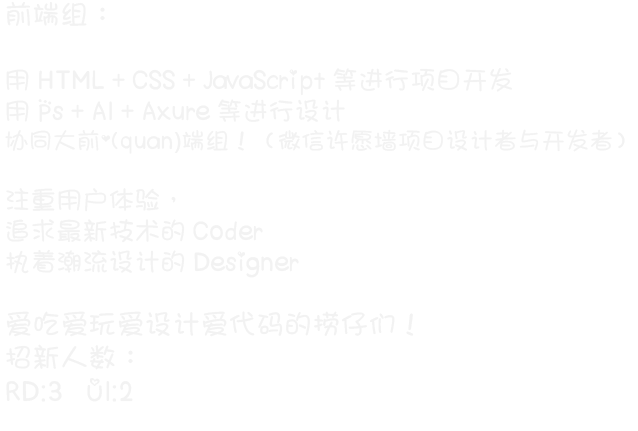 前端组：
用 HTML + CSS + JavaScript 等进行项目开发
用 Ps + AI + Axure 等进行设计
协同大前❤(quan)端组！（微信许愿墙项目设计者与开发者）
注重用户体验，
追求最新技术的 Coder
执着潮流设计的 Designer
爱吃爱玩爱设计爱代码的捞仔们！
招新人数：
RD:3 UI:2